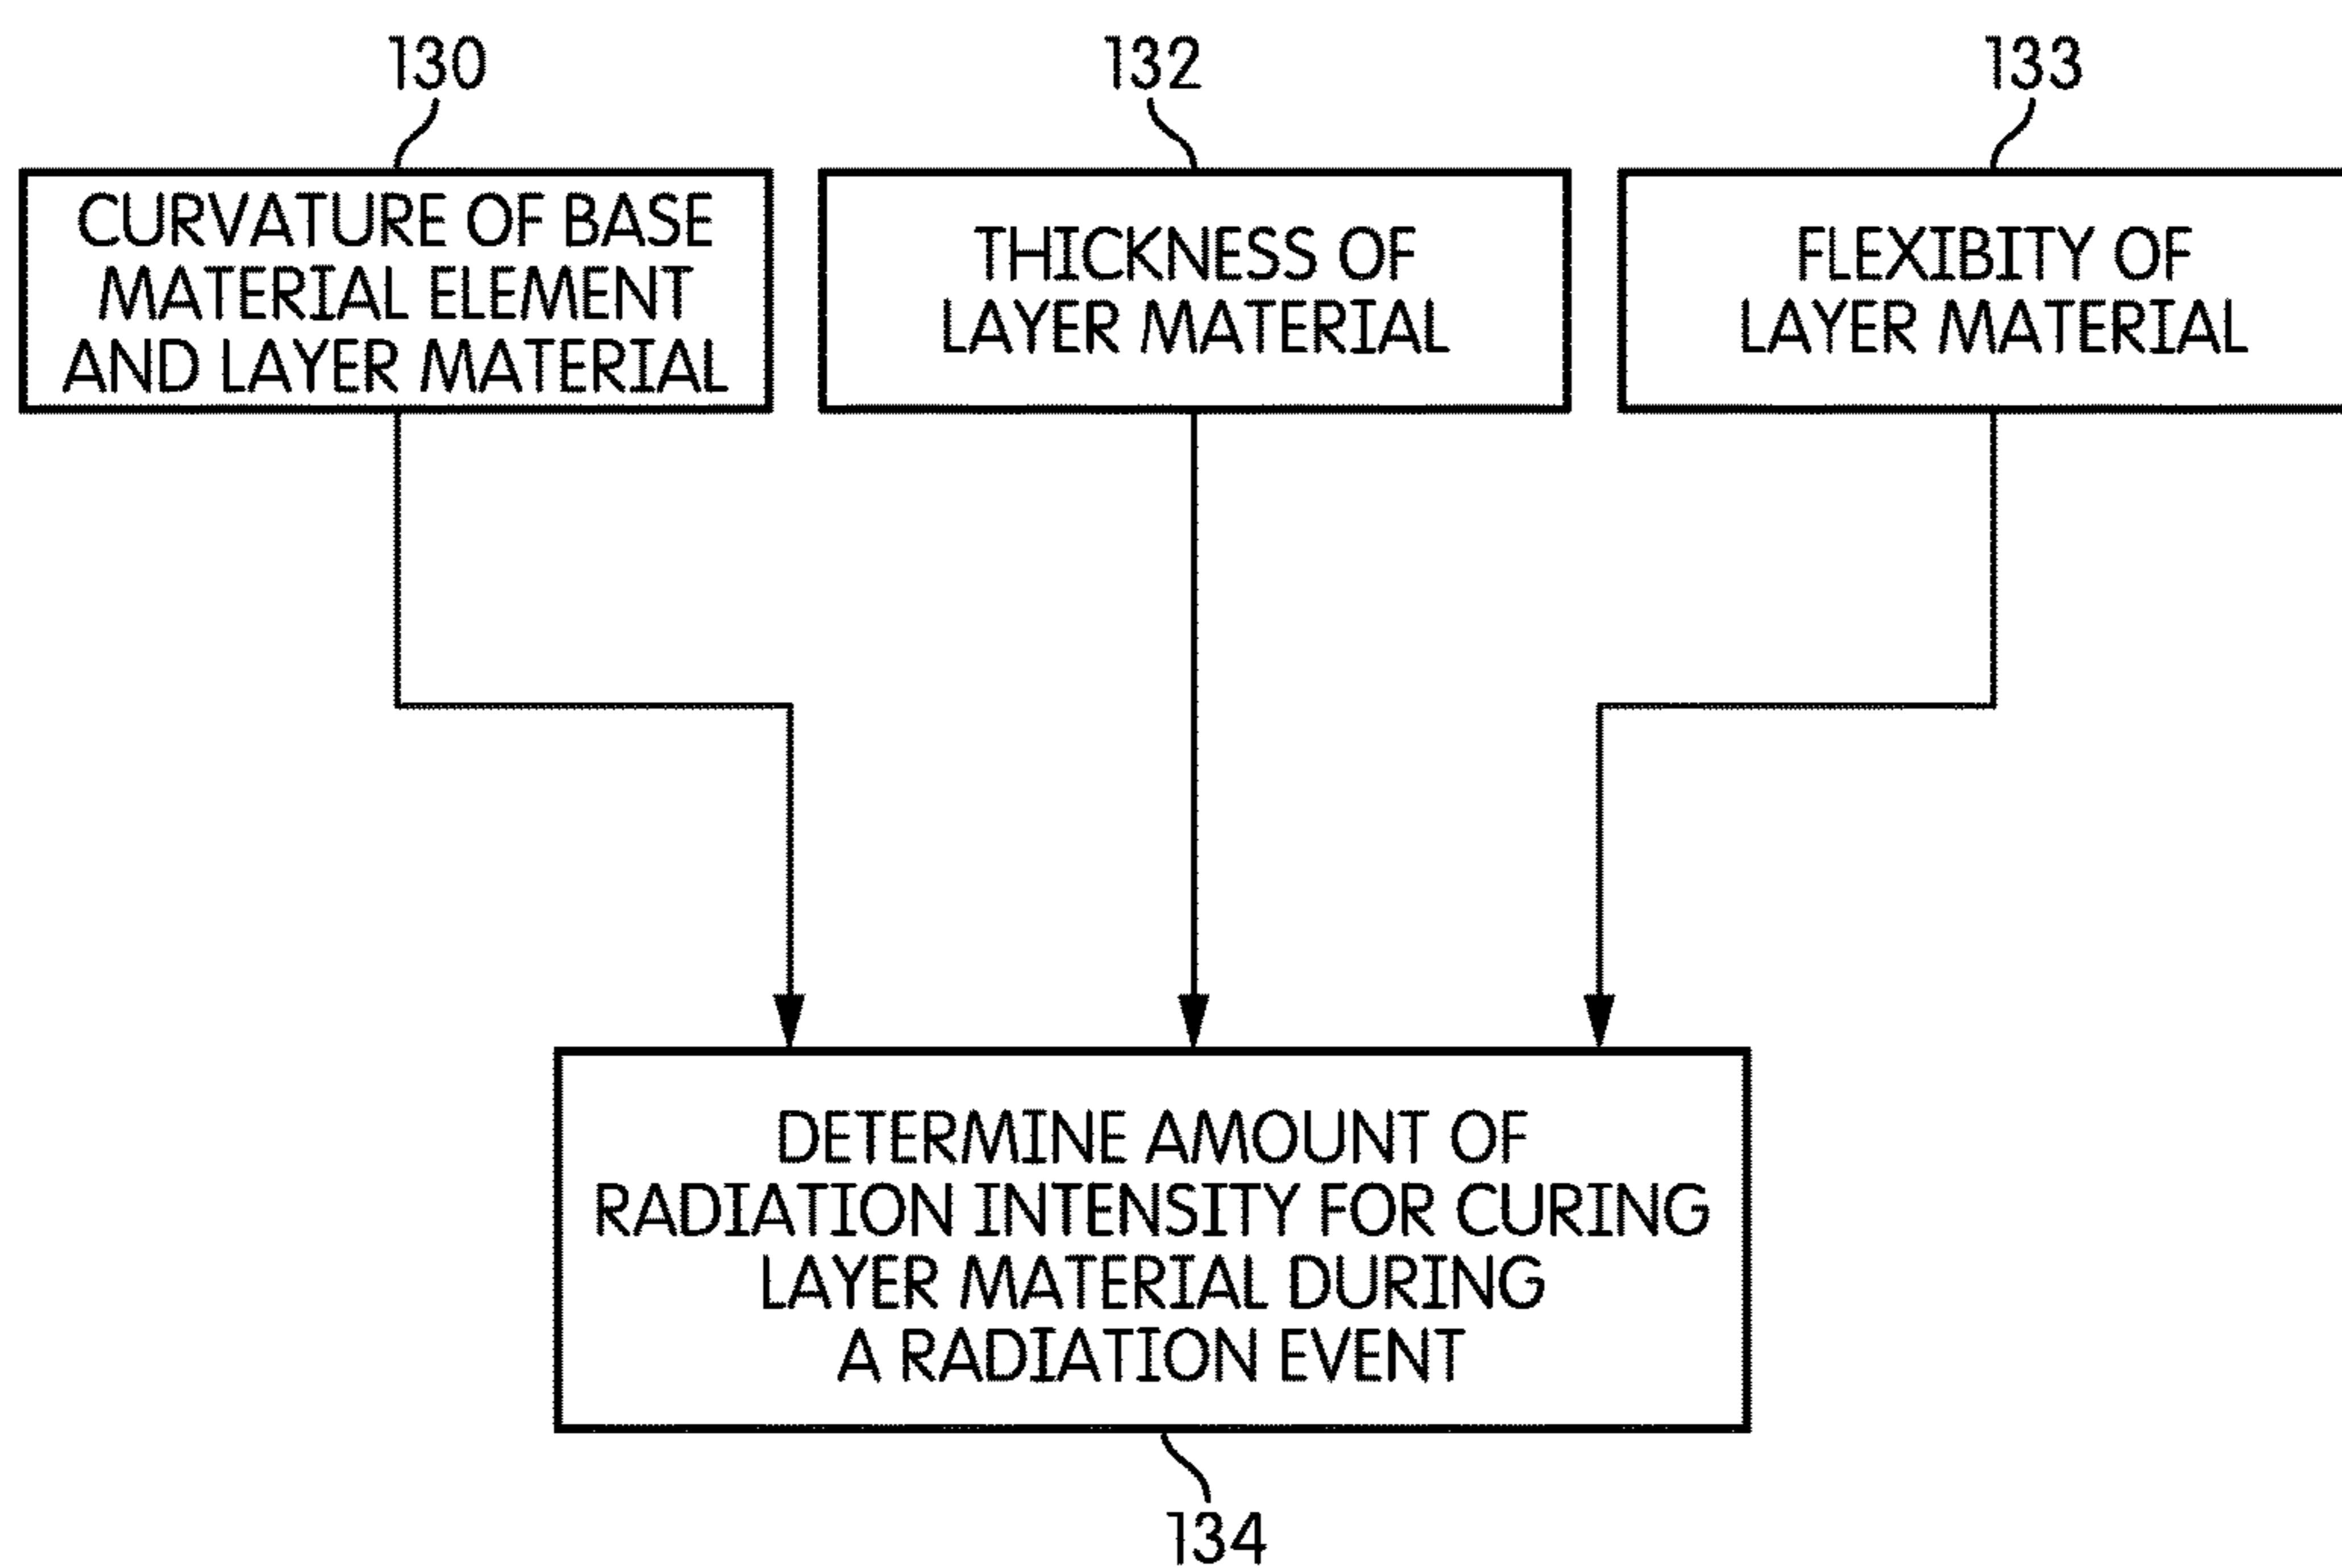 130
132
133
CURVATURE OF BASE
MATERIAL ELEMENT
AND LAYER MATERIAL
THICKNESS OF
LAYER MATERIAL
FLEXIBITY OF
LAYER MATERIAL
DETERMINE AMOUNT OF
RADIATION INTENSITY FOR CURING
LAYER MATERIAL DURING
A RADIATION EVENT
134